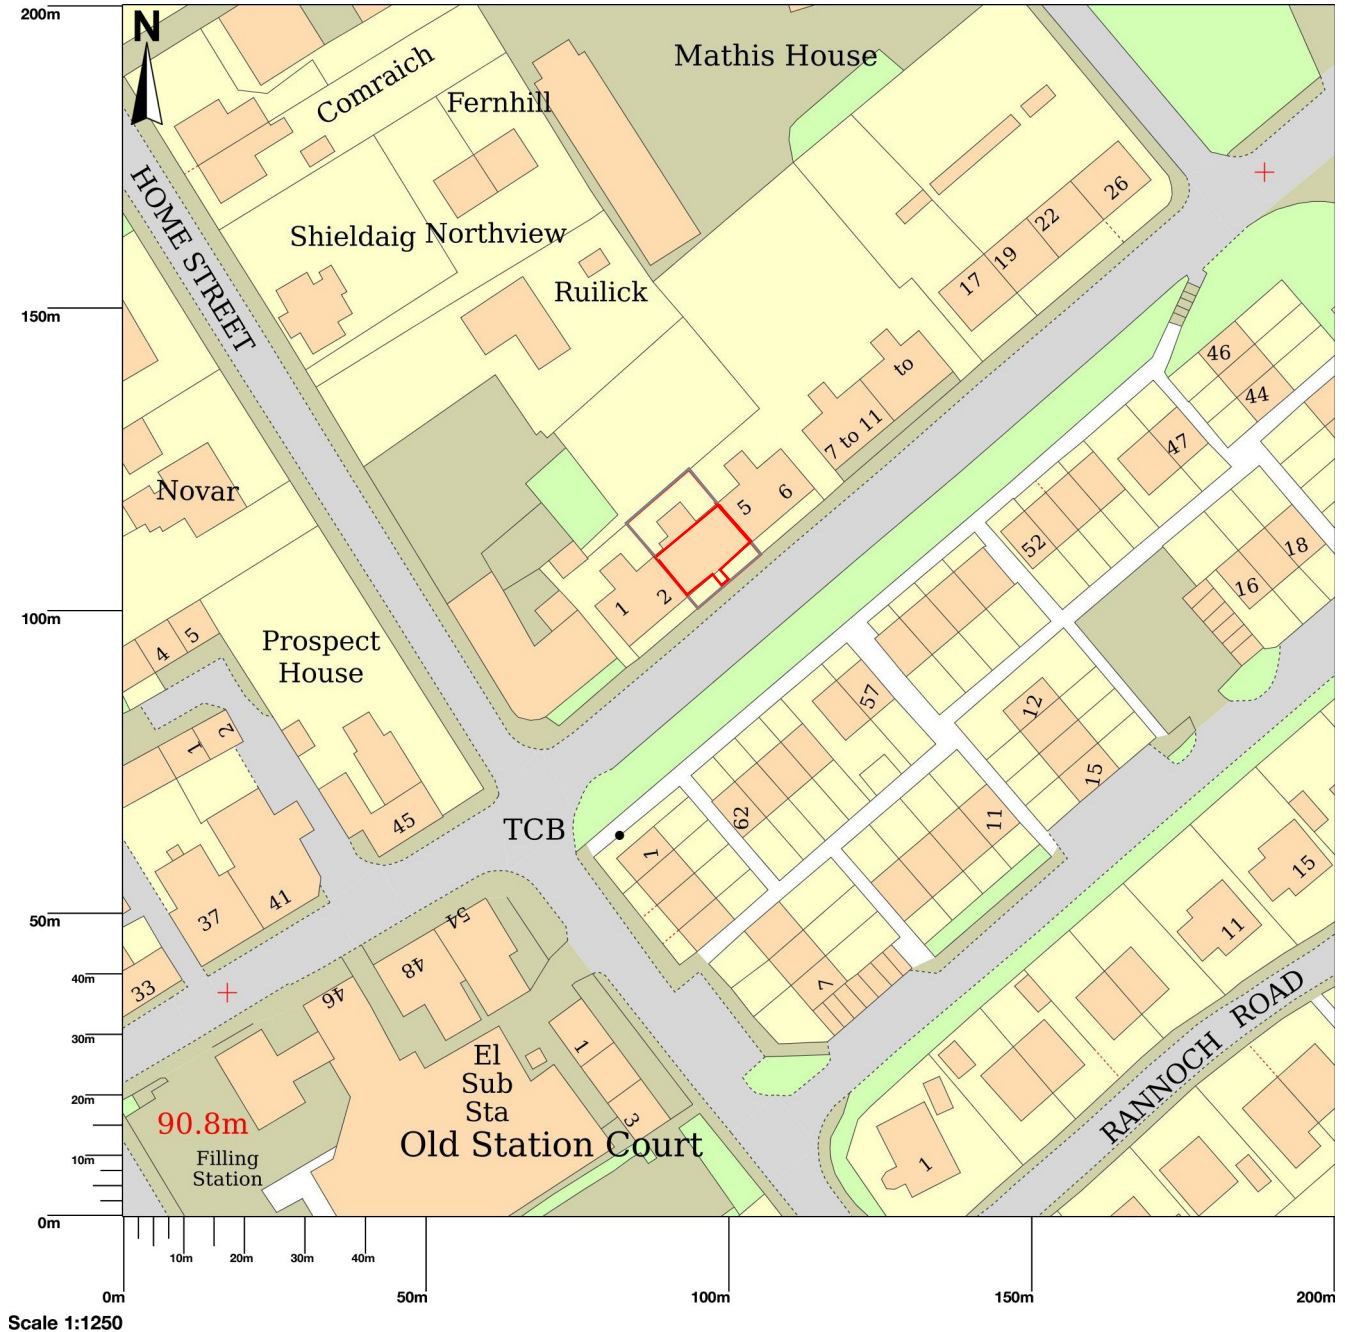 200m
N
Mathis House
Comraich
Fernhill
HOME STREET
26
22
19
17
Shieldaig
Northview
Ruilick
150m
46
44
to
7 to 11
47
Novar
5
6
52
18
16
100m
1
2
Prospect
House
4
5
57
12
1
2
15
62
11
45
TCB
1
50m
37
41
54
48
33
46
40m
7
15
11
RANNOCH ROAD
30m
El
Sub
Sta
1
3
20m
90.8m
Filling
Station
Old Station Court
10m
1
0m
10m
20m
30m
40m
0m
50m
100m
150m
200m
Scale 1:1250